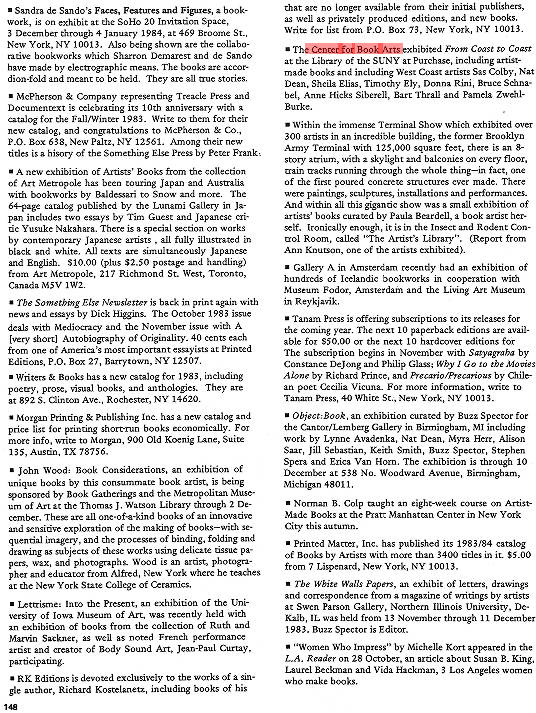 ▪ Sandra de Sando's Faces, Features and Figures, a book-
work, is on exhibit at the SoHo 20 Invitation Space,
3 December through 4 January 1984, at 469 Broome St.,
New York, NY 10013. Also being shown are the collabo-
rative bookworks which Sharron Demarest and de Sando
have made by electrographic means. The books are accor-
dion-fold and meant to be held. They are all true stories.
▪ McPherson & Company representing Treacle Press and
Documentext is celebrating its 10th anniversary with a
catalog for the Fall/Winter 1983. Write to them for their
new catalog, and congratulations to McPherson & Co.,
P.O. Box 638, New Paltz, NY 12561. Among their new
titles is a hisory of the Something Else Press by Peter Frank.
▪ A new exhibition of Artists' Books from the collection
of Art Metropole has been touring Japan and Australia
with bookworks by Baldessari to Snow and more. The
64-page catalog published by the Lunami Gallery in Ja-
pan includes two essays by Tim Guest and Japanese cri-
tic Yusuke Nakahara. There is a special section on works
by contemporary Japanese artists , all fully illustrated in
black and white. All texts are simultaneously Japanese
and English. $10.00 (plus $2.50 postage and handling)
from Art Metropole, 217 Richmond St. West, Toronto,
Canada M5V 1W2.
▪ The Something Else Newsletter is back in print again with
news and essays by Dick Higgins. The October 1983 issue
deals with Mediocracy and the November issue with A
[very short] Autobiography of Originality. 40 cents each
from one of America's most important essayists at Printed
Editions, P.O. Box 27, Barrytown, NY 12507.
▪ Writers & Books has a new catalog for 1983, including
poetry, prose, visual books, and anthologies. They are
at 892 S. Clinton Ave., Rochester, NY 14620.
▪ Morgan Printing & Publishing Inc. has a new catalog and
price list for printing short-run books economically. For
more info, write to Morgan, 900 Old Koenig Lane, Suite
135, Austin, TX 78756.
▪ John Wood: Book Considerations, an exhibition of
unique books by this consummate book artist, is being
sponsored by Book Gatherings and the Metropolitan Muse-
um of Art at the Thomas J. Watson Library through 2 De-
cember. These are all one-of-a-kind books of an innovative
and sensitive exploration of the making of books—with se-
quential imagery, and the processes of binding, folding and
drawing as subjects of these works using delicate tissue pa-
pers, wax, and photographs. Wood is an artist, photogra-
pher and educator from Alfred, New York where he teaches
at the New York State College of Ceramics.
▪ Lettrisme: Into the Present, an exhibition of the Uni-
versity of Iowa Museum of Art, was recently held with
an exhibition of books from the collection of Ruth and
Marvin Sackner, as well as noted French performance
artist and creator of Body Sound Art, Jean-Paul Curtay,
participating.
▪ RK Editions is devoted exclusively to the works of a sin-
gle author, Richard Kostelanetz, including books of his
148
that are no longer available from their initial publishers,
as well as privately produced editions, and new books.
Write for list from P.O. Box 73, New York, NY 10013.
▪ The Center for Book Arts exhibited From Coast to Coast
at the Library of the SUNY at Purchase, including artist-
made books and including West Coast artists Sas Colby, Nat
Dean, Sheila Elias, Timothy Ely, Donna Rini, Bruce Schna-
bel, Anne Hicks Siberell, Bart Thrall and Pamela Zwehl-
Burke.
▪ Within the immense Terminal Show which exhibited over
300 artists in an incredible building, the former Brooklyn
Army Terminal with 125,000 square feet, there is an 8-
story atrium, with a skylight and balconies on every floor,
train tracks running through the whole thing—in fact, one
of the first poured concrete structures ever made. There
were paintings, sculptures, installations and performances.
And within all this gigantic show was a small exhibition of
artists' books curated by Paula Beardell, a book artist her-
self. Ironically enough, it is in the Insect and Rodent Con-
trol Room, called "The Artist's Library". (Report from
Ann Knutson, one of the artists exhibited).
▪ Gallery A in Amsterdam recently had an exhibition of
hundreds of Icelandic bookworks in cooperation with
Museum Fodor, Amsterdam and the Living Art Museum
in Reykjavik.
▪ Tanam Press is offering subscriptions to its releases for
the coming year. The next 10 paperback editions are avail-
able for $50.00 or the next 10 hardcover editions for
The subscription begins in November with Satyagraha by
Constance DeJong and Philip Glass; Why I Go to the Movies
Alone by Richard Prince, and Precario/Precarious by Chile-
an poet Cecilia Vicuna. For more information, write to
Tanam Press, 40 White St., New York, NY 10013.
▪ Object:Book, an exhibition curated by Buzz Spector for
the Cantor/Lemberg Gallery in Birmingham, MI including
work by Lynne Avadenka, Nat Dean, Myra Herr, Alison
Saar, Jill Sebastian, Keith Smith, Buzz Spector, Stephen
Spera and Erica Van Horn. The exhibition is through 10
December at 538 No. Woodward Avenue, Birmingham,
Michigan 48011.
▪ Norman B. Colp taught an eight-week course on Artist-
Made Books at the Pratt Manhattan Center in New York
City this autumn.
▪ Printed Matter, Inc. has published its 1983/84 catalog
of Books by Artists with more than 3400 titles in it. $5.00
from 7 Lispenard, New York, NY 10013.
▪ The White Walls Papers, an exhibit of letters, drawings
and correspondence from a magazine of writings by artists
at Swen Parson Gallery, Northern Illinois University, De-
Kalb, IL was held from 13 November through 11 December
1983. Buzz Spector is Editor.
▪ "Women Who Impress" by Michelle Kort appeared in the
L.A. Reader on 28 October, an article about Susan B. King,
Laurel Beckman and Vida Hackman, 3 Los Angeles women
who make books.